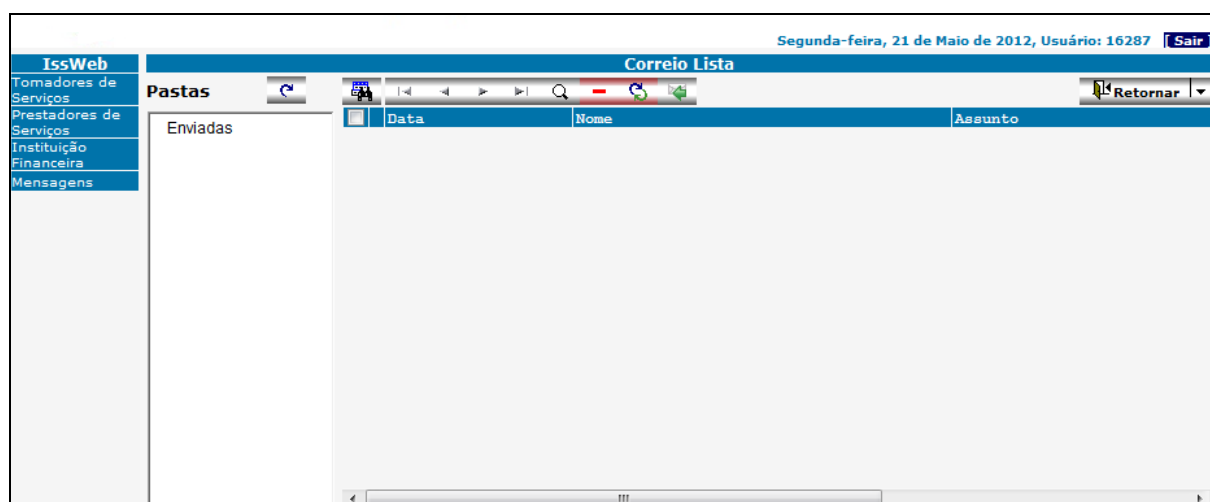 Segunda-feira, 21 de Maio de 2012, Usuário: 16287 [Sair]
IssWeb
Correio Lista
Tomadores de
Serviços
Prestadores de
Serviços
Instituição
Financeira
Mensagens
Pastas
Enviadas
Retornar
Data Nome Assunto